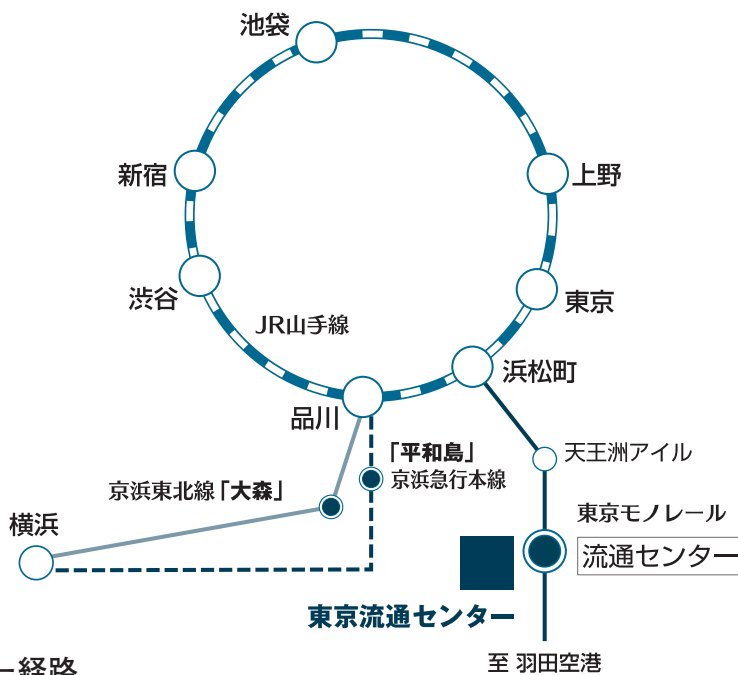 池袋
新宿
上野
渋谷
東京
JR山手線
浜松町
品川
「平和島」
京浜急行本線
天王洲アイル
京浜東北線「大森」
横浜
東京モノレール
流通センター
東京流通センター
至 羽田空港
ー経路